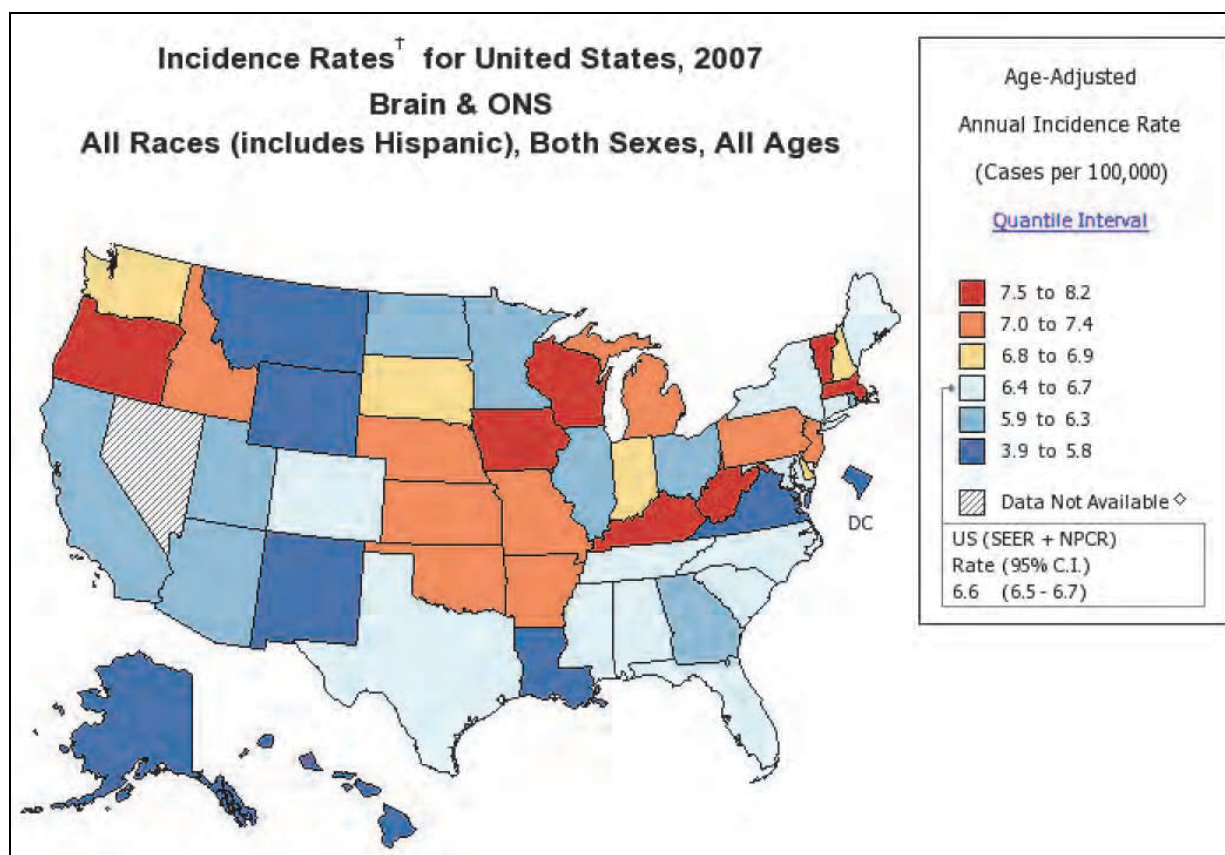 Incidence Rates† for United States, 2007
Brain & ONS
All Races (includes Hispanic), Both Sexes, All Ages
Age-Adjusted
Annual Incidence Rate
(Cases per 100,000)
Quantile Interval
7.5 to 8.2
7.0 to 7.4
6.8 to 6.9
6.4 to 6.7
5.9 to 6.3
3.9 to 5.8
Data Not Available ◇
US (SEER + NPCR)
Rate (95% C.I.)
6.6 (6.5 - 6.7)
DC